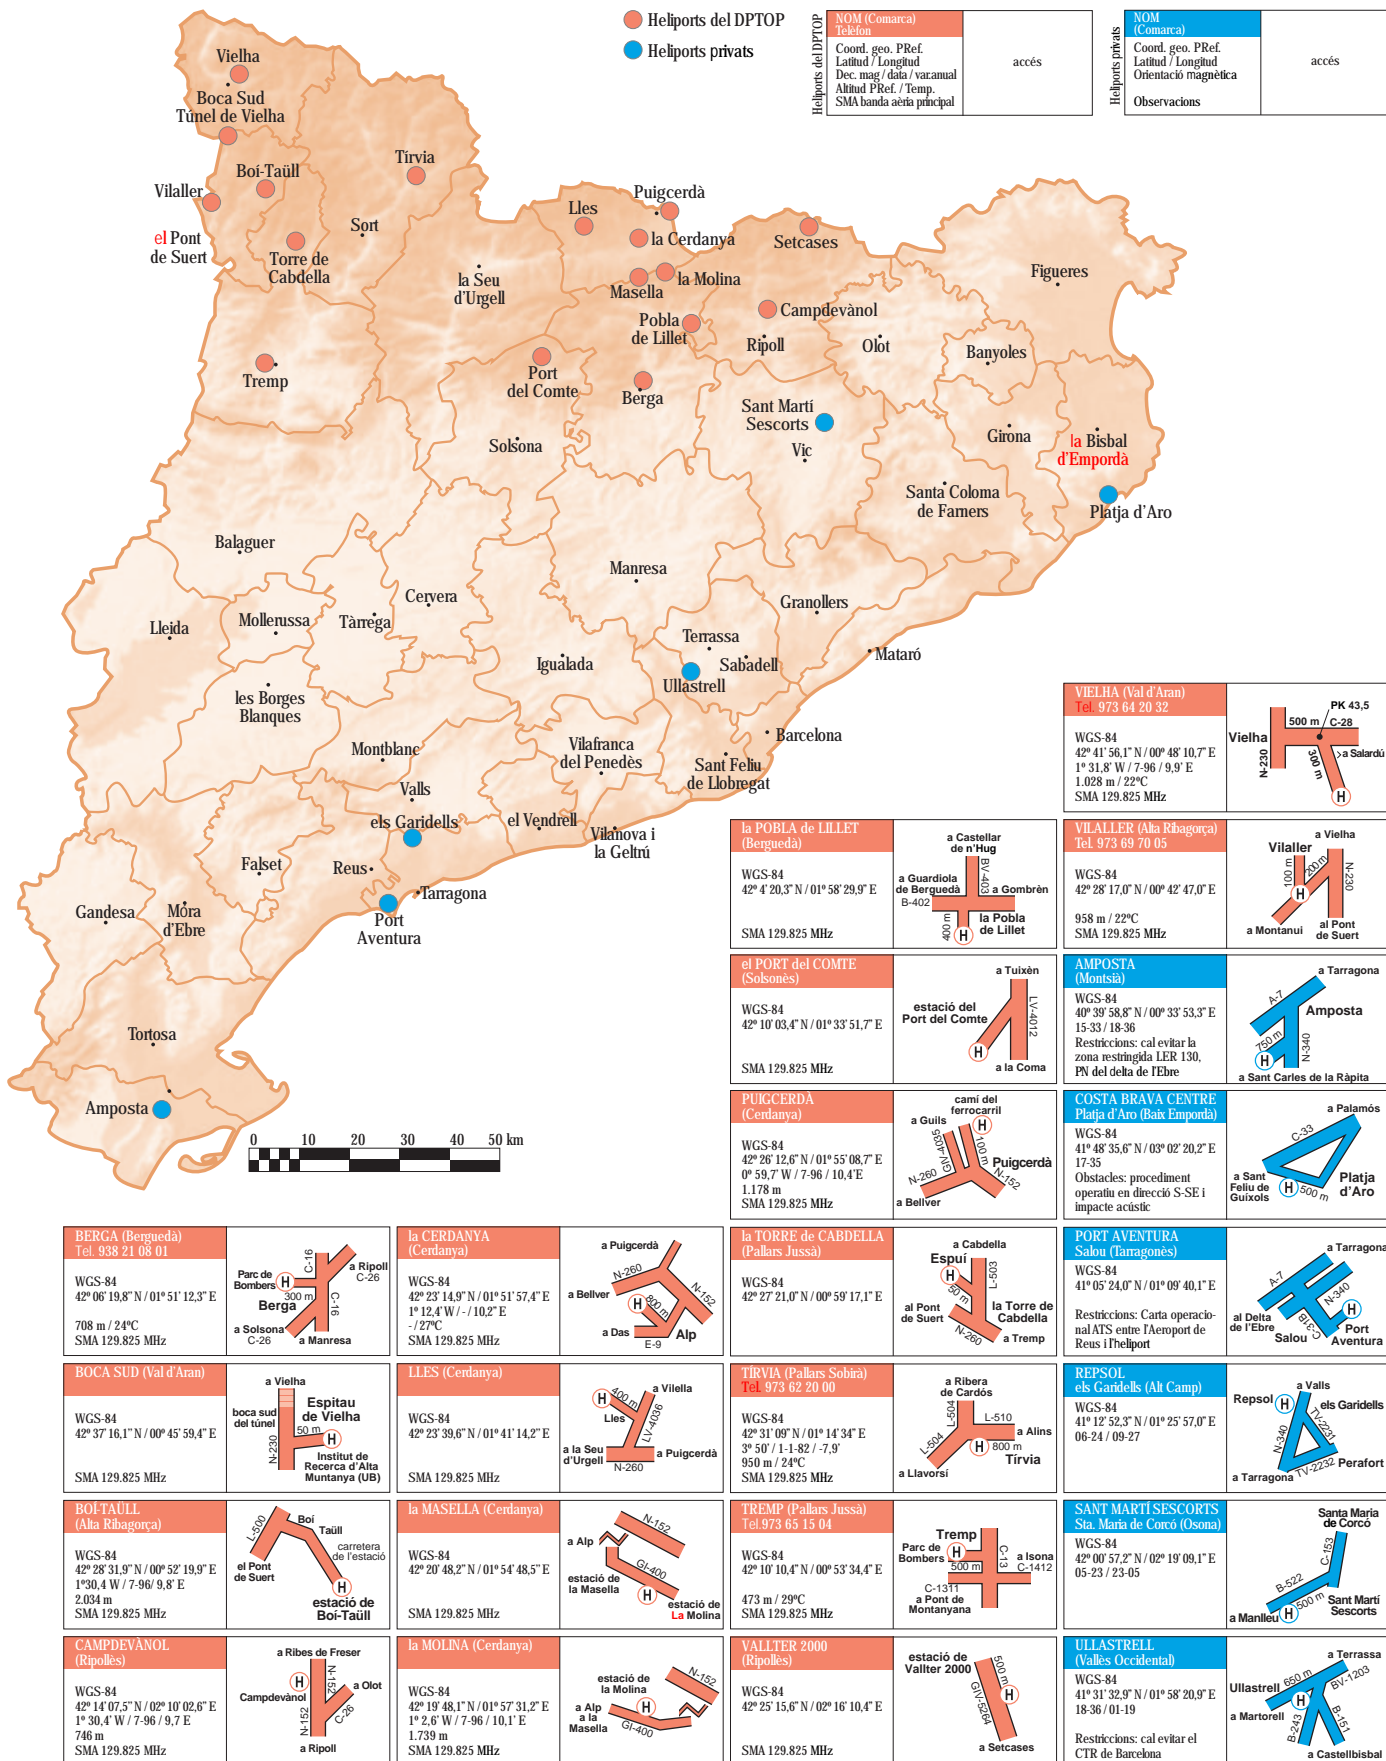 Heliports del DPTOP
Heliports privats
Heliports del DPTOP
NOM (Comarca)
Telèfon
Coord. geo. PRef.
Latitud / Longitud
Dec. mag / data / var.anual
Altitud PRef. / Temp.
SMA banda aèria principal
accés
Heliports privats
NOM
(Comarca)
Coord. geo. PRef.
Latitud / Longitud
Orientació magnètica
Observacions
accés
Vielha
Boca Sud
Túnel de Vielha
Boí-Taüll
Tírvia
Vilaller
Puigcerdà
Lles
Sort
el Pont
de Suert
la Cerdanya
Setcases
Torre de
Cabdella
la Seu
d'Urgell
Masella
la Molina
Figueres
Campdevànol
Pobla
de Lillet
Ripoll
Olot
Banyoles
Tremp
Port
del Comte
Berga
Sant Martí
Sescorts
Solsona
Vic
Girona
la Bisbal
d'Empordà
Santa Coloma
de Farners
Platja d'Aro
Balaguer
Manresa
Cervera
Granollers
Mollerussa
Tàrrega
Lleida
Terrassa
Mataró
Igualada
Sabadell
Ullastrell
les Borges
Blanques
Barcelona
Montblanc
Vilafranca
del Penedès
Sant Feliu
de Llobregat
Valls
els Garidells
el Vendrell
Vilanova i
la Geltrú
Falset
Reus
Tarragona
Gandesa
Móra
d'Ebre
Port
Aventura
Tortosa
Amposta
0 10 20 30 40 50 km
VIELHA (Val d'Aran)
Tel. 973 64 20 32
WGS-84
42º 41' 56,1" N / 00º 48' 10,7" E
1º 31,8' W / 7-96 / 9,9' E
1.028 m / 22ºC
SMA 129.825 MHz
PK 43,5
500 m C-28
Vielha
a Salardú
N-230
300 m
H
la POBLA de LILLET
(Berguedà)
WGS-84
42º 4' 20,3" N / 01º 58' 29,9" E
SMA 129.825 MHz
a Castellar
de n'Hug
BV-403
a Guardiola
de Berguedà
a Gombrèn
B-402
la Pobla
de Lillet
400 m
H
VILALLER (Alta Ribagorça)
Tel. 973 69 70 05
WGS-84
42º 28' 17,0" N / 00º 42' 47,0" E
958 m / 22ºC
SMA 129.825 MHz
a Vielha
Vilaller
100 m
200 m
N-230
H
a Montanui
al Pont
de Suert
el PORT del COMTE
(Solsonès)
WGS-84
42º 10' 03,4" N / 01º 33' 51,7" E
SMA 129.825 MHz
a Tuixèn
estació del
Port del Comte
LV-4012
H
a la Coma
AMPOSTA
(Montsià)
WGS-84
40º 39' 58,8" N / 00º 33' 53,3" E
15-33 / 18-36
Restriccions: cal evitar la
zona restringida LER 130,
PN del delta de l'Ebre
a Tarragona
A-7
Amposta
750 m
N-340
H
a Sant Carles de la Ràpita
PUIGCERDÀ
(Cerdanya)
WGS-84
42º 26' 12,6" N / 01º 55' 08,7" E
0º 59,7' W / 7-96 / 10,4'E
1.178 m
SMA 129.825 MHz
camí del
ferrocarril
a Guils
H
GIV-4035
100 m
Puigcerdà
N-260
N-152
a Bellver
COSTA BRAVA CENTRE
Platja d'Aro (Baix Empordà)
WGS-84
41º 48' 35,6" N / 03º 02' 20,2" E
17-35
Obstacles: procediment
operatiu en direcció S-SE i
impacte acústic
a Palamós
C-33
a Sant
Feliu de
Guíxols
H
500 m
Platja
d'Aro
BERGA (Berguedà)
Tel. 938 21 08 01
WGS-84
42º 06' 19,8" N / 01º 51' 12,3" E
708 m / 24ºC
SMA 129.825 MHz
C-16
a Ripoll
C-26
Parc de
Bombers
H
300 m
Berga
C-16
a Solsona
C-26
a Manresa
la CERDANYA
(Cerdanya)
WGS-84
42º 23' 14,9" N / 01º 51' 57,4" E
1º 12,4' W / - / 10,2" E
- / 27ºC
SMA 129.825 MHz
a Puigcerdà
N-260
a Bellver
N-152
H
800 m
a Das
Alp
E-9
la TORRE de CABDELLA
(Pallars Jussà)
WGS-84
42º 27' 21,0" N / 00º 59' 17,1" E
a Cabdella
Espuí
L-503
H
50 m
al Pont
de Suert
la Torre de
Cabdella
N-260
a Tremp
PORT AVENTURA
Salou (Tarragonès)
WGS-84
41º 05' 24,0" N / 01º 09' 40,1" E
Restriccions: Carta operacio-
nal ATS entre l'Aeroport de
Reus i l'heliport
a Tarragona
A-7
N-340
al Delta
de l'Ebre
C-31B
H
Salou
Port
Aventura
BOCA SUD (Val d'Aran)
WGS-84
42º 37' 16,1" N / 00º 45' 59,4" E
SMA 129.825 MHz
a Vielha
boca sud
del túnel
Espitau
de Vielha
50 m
H
N-230
Institut de
Recerca d'Alta
Muntanya (UB)
LLES (Cerdanya)
WGS-84
42º 23' 39,6" N / 01º 41' 14,2" E
SMA 129.825 MHz
a Vilella
400 m
H
Lles
LV-4036
a la Seu
d'Urgell
a Puigcerdà
N-260
TÍRVIA (Pallars Sobirà)
Tel. 973 62 20 00
WGS-84
42º 31' 09" N / 01º 14' 34" E
3º 50' / 1-1-82 / -7,9'
950 m / 24ºC
SMA 129.825 MHz
a Ribera
de Cardós
L-504
L-510
a Alins
H
L-504
800 m
Tírvia
a Llavorsí
REPSOL
els Garidells (Alt Camp)
WGS-84
41º 12' 52,3" N / 01º 25' 57,0" E
06-24 / 09-27
a Valls
Repsol
H
els Garidells
TV-2231
N-340
Perafort
TV-2232
a Tarragona
BOÍ-TAÜLL
(Alta Ribagorça)
WGS-84
42º 28' 31,9" N / 00º 52' 19,9" E
1º30,4 W / 7-96/ 9,8' E
2.034 m
SMA 129.825 MHz
L-500
Boí
Taüll
carretera
de l'estació
el Pont
de Suert
H
estació de
Boí-Taüll
la MASELLA (Cerdanya)
WGS-84
42º 20' 48,2" N / 01º 54' 48,5" E
SMA 129.825 MHz
N-152
a Alp
GI-400
estació de
la Masella
H
estació de
La Molina
TREMP (Pallars Jussà)
Tel.973 65 15 04
WGS-84
42º 10' 10,4" N / 00º 53' 34,4" E
473 m / 29ºC
SMA 129.825 MHz
Tremp
Parc de
Bombers
H
500 m
C-13
a Isona
C-1412
C-1311
a Pont de
Montanyana
SANT MARTÍ SESCORTS
Sta. Maria de Corcó (Osona)
WGS-84
42º 00' 57,2" N / 02º 19' 09,1" E
05-23 / 23-05
Santa Maria
de Corcó
C-153
B-522
500 m
Sant Martí
Sescorts
a Manlleu
H
CAMPDEVÀNOL
(Ripollès)
WGS-84
42º 14' 07,5" N / 02º 10' 02,6" E
1º 30,4' W / 7-96 / 9,7 E
746 m
SMA 129.825 MHz
a Ribes de Freser
H
N-152
Campdevànol
a Olot
C-26
N-152
a Ripoll
la MOLINA (Cerdanya)
WGS-84
42º 19' 48,1" N / 01º 57' 31,2" E
1º 2,6' W / 7-96 / 10,1' E
1.739 m
SMA 129.825 MHz
estació de
la Molina
N-152
H
a Alp
a la
Masella
GI-400
VALLTER 2000
(Ripollès)
WGS-84
42º 25' 15,6" N / 02º 16' 10,4" E
SMA 129.825 MHz
estació de
Vallter 2000
500 m
H
GIV-5264
a Setcases
ULLASTRELL
(Vallès Occidental)
WGS-84
41º 31' 32,9" N / 01º 58' 20,9" E
18-36 / 01-19
Restriccions: cal evitar el
CTR de Barcelona
a Terrassa
650 m
BV-1203
Ullastrell
H
a Martorell
B-243
B-151
a Castellbisbal